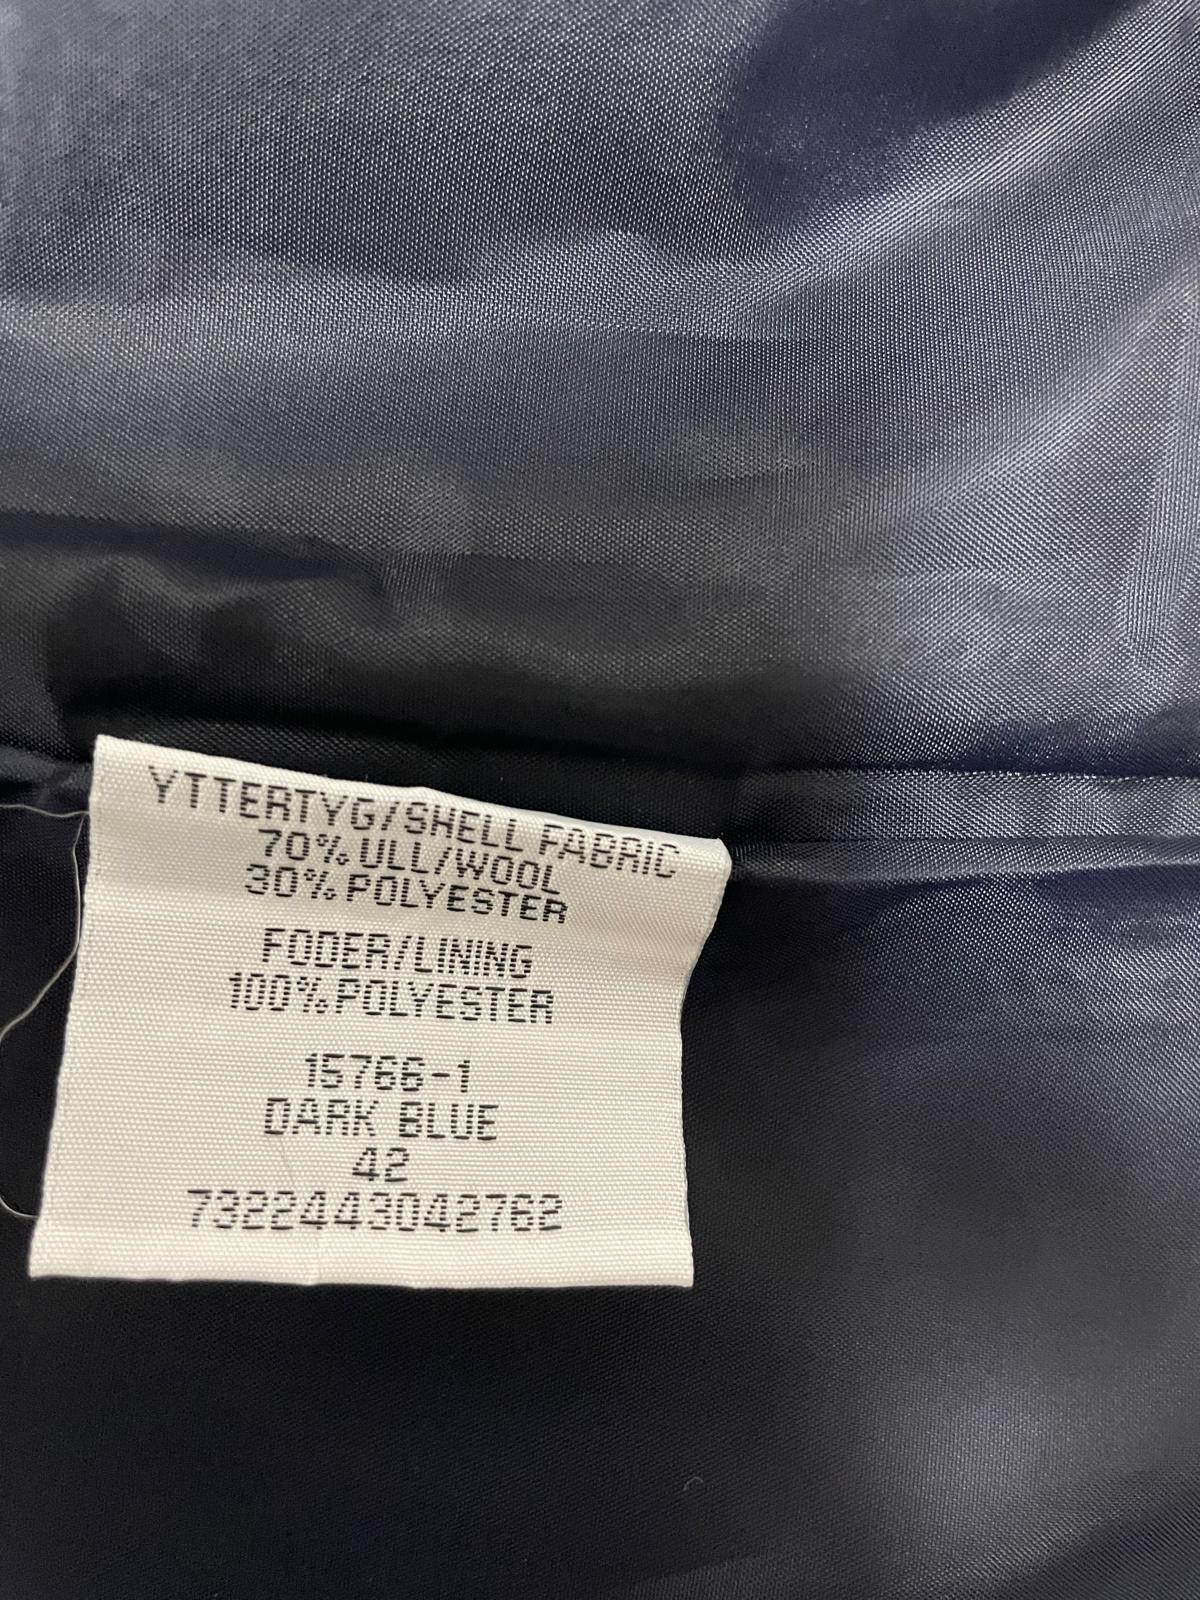 YTTERTYG/SHELL FABRIC
70% ULL/WOOL
30% POLYESTER
FODER/LINING
100% POLYESTER
15766-1
DARK BLUE
42
7322443042762